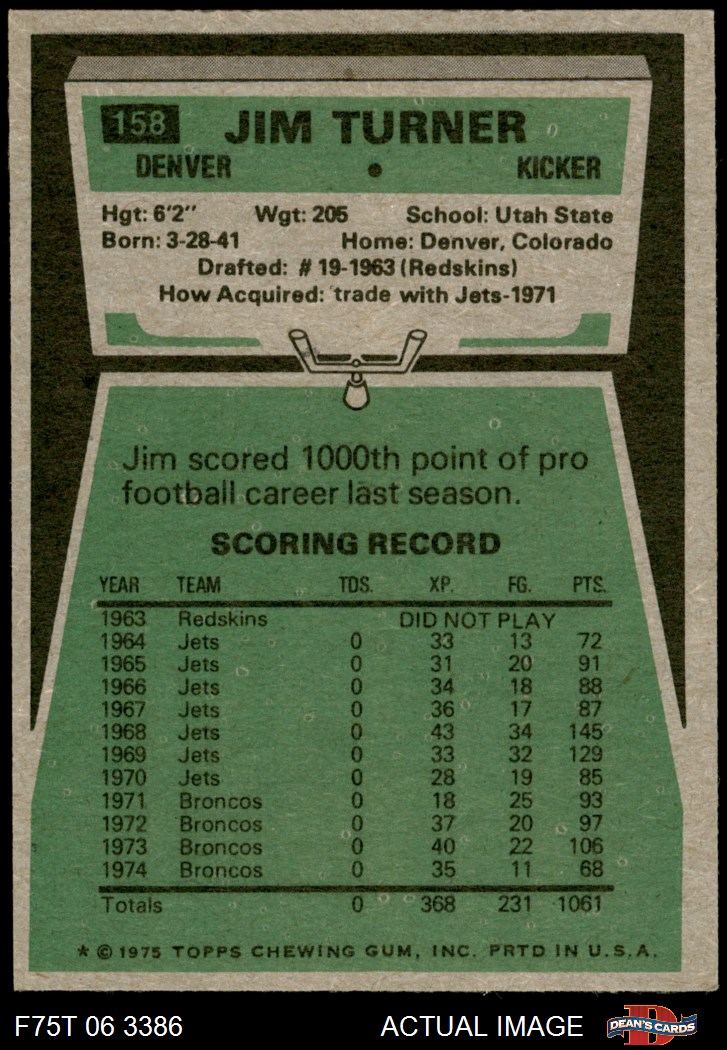 158 JIM TURNER
DENVER • KICKER
Hgt: 6'2" Wgt: 205 School: Utah State
Born: 3-28-41 Home: Denver, Colorado
Drafted: # 19-1963 (Redskins)
How Acquired: trade with Jets-1971
Jim scored 1000th point of pro
football career last season.
SCORING RECORD
YEAR TEAM TDS. XP. FG. PTS.
1963 Redskins DID NOT PLAY
1964 Jets 0 33 13 72
1965 Jets 0 31 20 91
1966 Jets 0 34 18 88
1967 Jets 0 36 17 87
1968 Jets 0 43 34 145
1969 Jets 0 33 32 129
1970 Jets 0 28 19 85
1971 Broncos 0 18 25 93
1972 Broncos 0 37 20 97
1973 Broncos 0 40 22 106
1974 Broncos 0 35 11 68
Totals 0 368 231 1061
* © 1975 TOPPS CHEWING GUM, INC. PRTD IN U.S.A.
F75T 06 3386 ACTUAL IMAGE DEAN'S CARDS